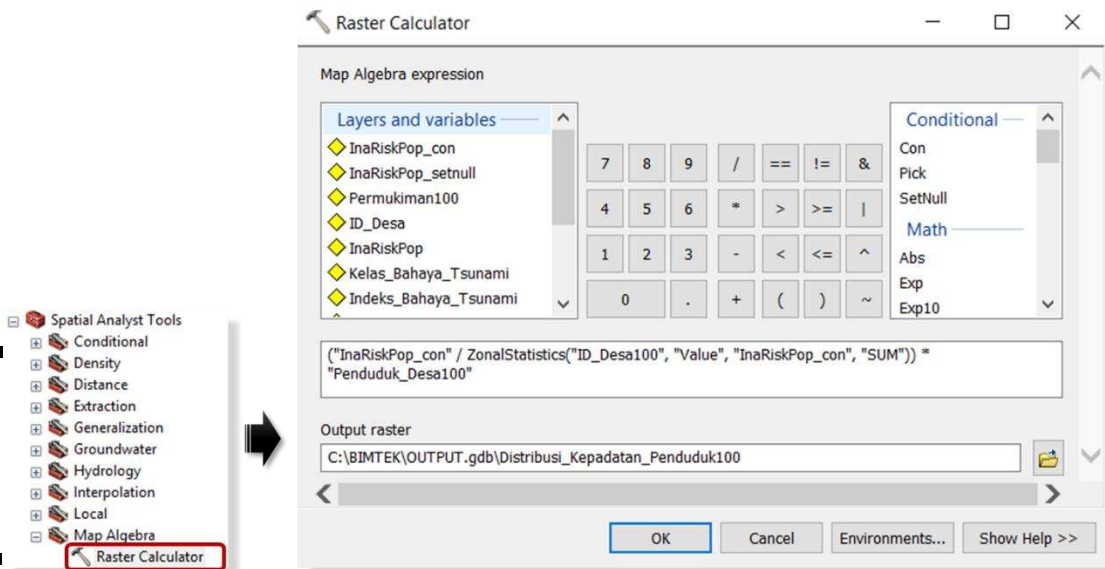 Spatial Analyst Tools
Conditional
Density
Distance
Extraction
Generalization
Groundwater
Hydrology
Interpolation
Local
Map Algebra
Raster Calculator
Raster Calculator
Map Algebra expression
Layers and variables
InaRiskPop_con
InaRiskPop_setnull
Permukiman100
ID_Desa
InaRiskPop
Kelas_Bahaya_Tsunami
Indeks_Bahaya_Tsunami
7 8 9 / == != &
4 5 6 * > >= |
1 2 3 - < <= ^
0 . + ( ) ~
Conditional
Con
Pick
SetNull
Math
Abs
Exp
Exp10
("InaRiskPop_con" / ZonalStatistics("ID_Desa100", "Value", "InaRiskPop_con", "SUM")) *
"Penduduk_Desa100"
Output raster
C:\BIMTEK\OUTPUT.gdb\Distribusi_Kepadatan_Penduduk100
OK Cancel Environments... Show Help >>